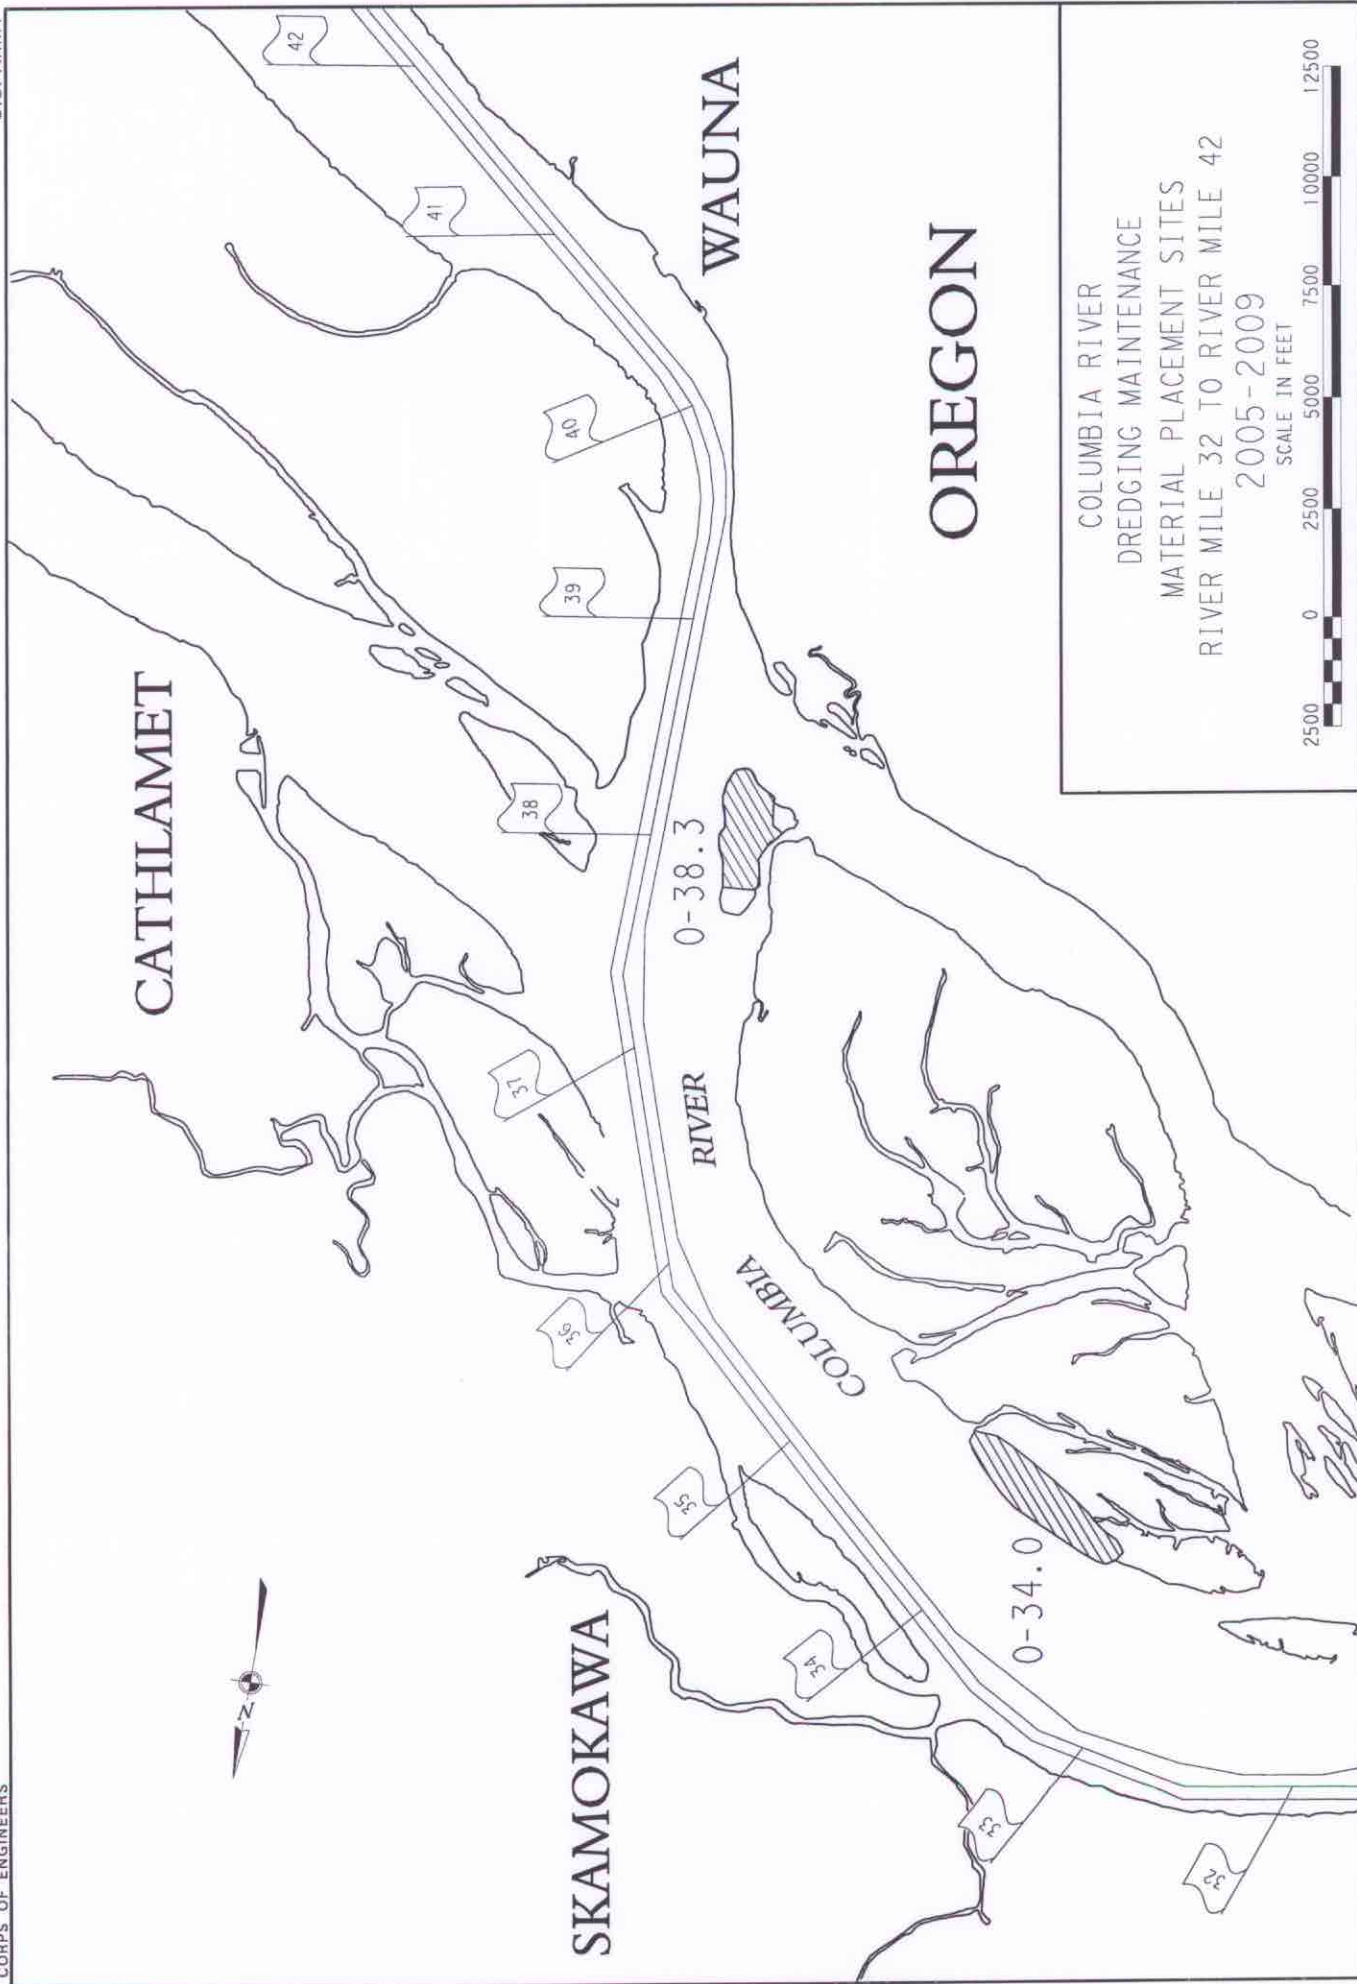 CORPS OF ENGINEERS
CATHLAMET
SKAMOKAWA
WAUNA
OREGON
N
42
41
40
39
38
37
36
35
34
33
32
O-38.3
O-34.0
COLUMBIA RIVER
COLUMBIA RIVER
DREDGING MAINTENANCE
MATERIAL PLACEMENT SITES
RIVER MILE 32 TO RIVER MILE 42
2005-2009
SCALE IN FEET
2500 0 2500 5000 7500 10000 12500